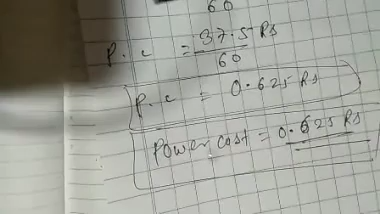 60
P.c = 37.5 Rs
60
P.c = 0.625 Rs
Power cost = 0.625 Rs